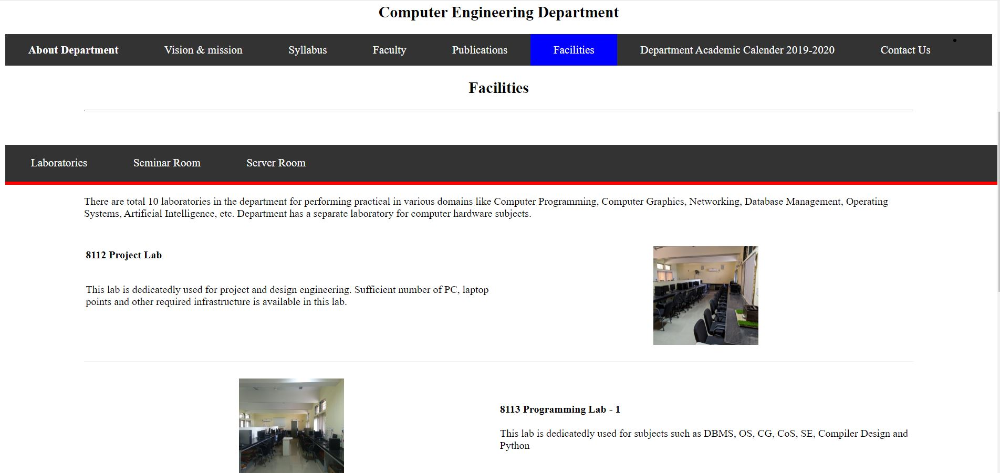 Computer Engineering Department
About Department Vision & mission Syllabus Faculty Publications Facilities Department Academic Calender 2019-2020 Contact Us
Facilities
Laboratories Seminar Room Server Room
There are total 10 laboratories in the department for performing practical in various domains like Computer Programming, Computer Graphics, Networking, Database Management, Operating
Systems, Artificial Intelligence, etc. Department has a separate laboratory for computer hardware subjects.
8112 Project Lab
This lab is dedicatedly used for project and design engineering. Sufficient number of PC, laptop
points and other required infrastructure is available in this lab.
8113 Programming Lab - 1
This lab is dedicatedly used for subjects such as DBMS, OS, CG, CoS, SE, Compiler Design and
Python